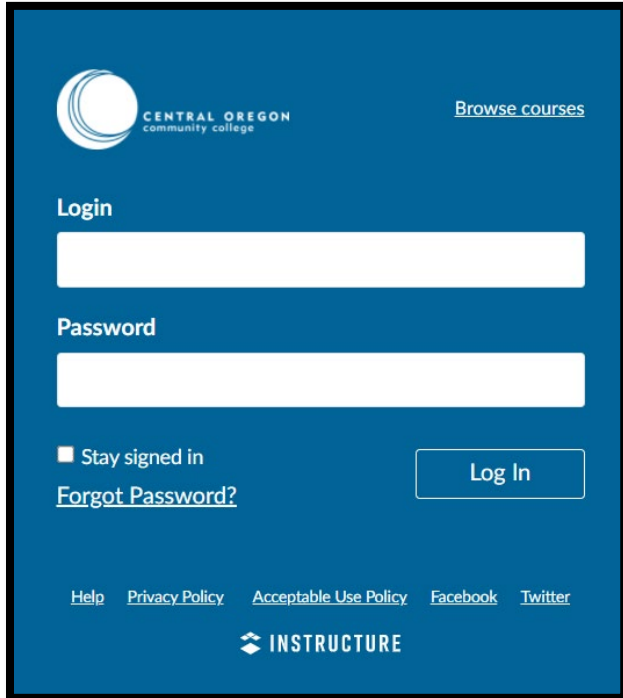 CENTRAL OREGON
community college
Browse courses
Login
Password
Stay signed in
Log In
Forgot Password?
Help Privacy Policy Acceptable Use Policy Facebook Twitter
INSTRUCTURE